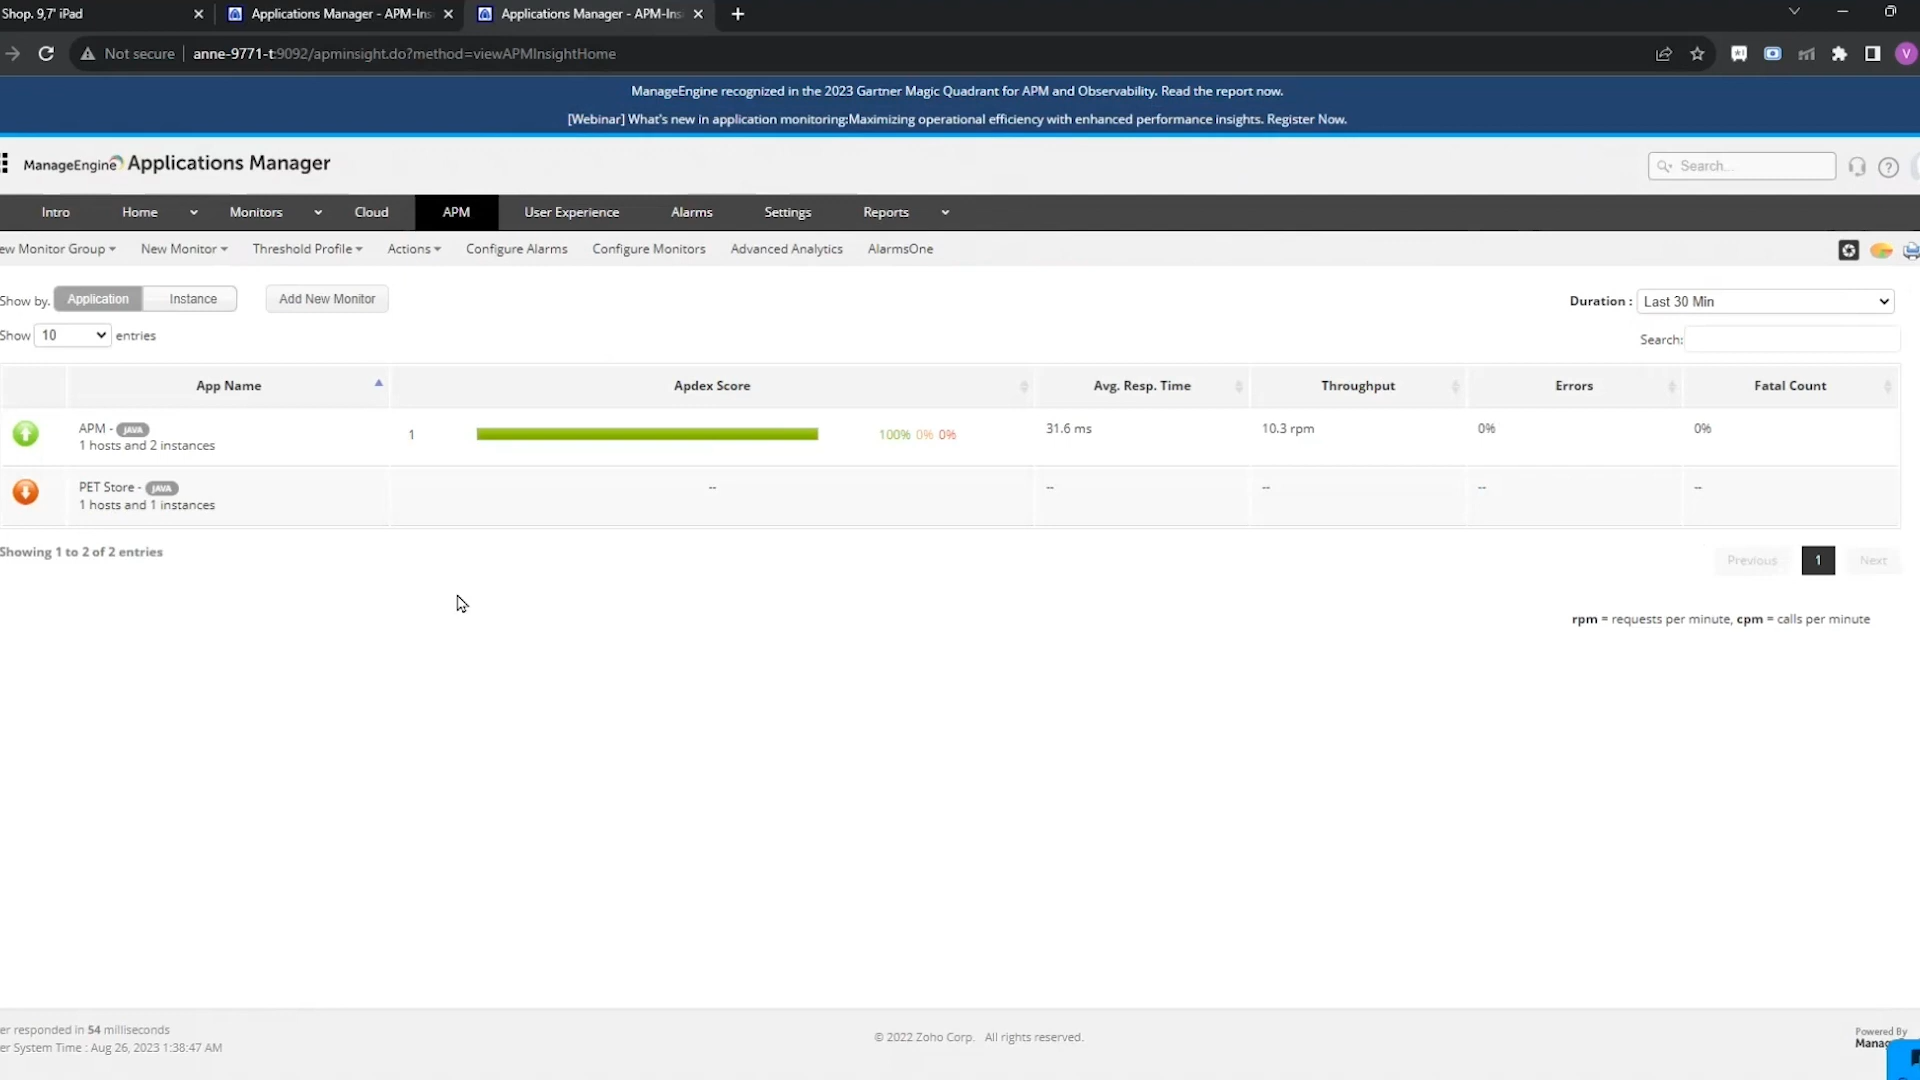 Shop. 9,7' iPad
Applications Manager - APM-Ins
Applications Manager - APM-Ins
Not secure
anne-9771-t:9092/apminsight.do?method=viewAPMInsightHome
V
ManageEngine recognized in the 2023 Gartner Magic Quadrant for APM and Observability. Read the report now.
[Webinar] What's new in application monitoring:Maximizing operational efficiency with enhanced performance insights. Register Now.
ManageEngine Applications Manager
Search...
Intro Home Monitors Cloud APM User Experience Alarms Settings Reports
ew Monitor Group New Monitor Threshold Profile Actions Configure Alarms Configure Monitors Advanced Analytics AlarmsOne
Show by. Application Instance Add New Monitor
Duration : Last 30 Min
Show 10 entries
Search:
App Name Apdex Score Avg. Resp. Time Throughput Errors Fatal Count
APM - JAVA
1 hosts and 2 instances
1 100% 0% 0% 31.6 ms 10.3 rpm 0% 0%
PET Store - JAVA
1 hosts and 1 instances
-- -- -- -- --
Showing 1 to 2 of 2 entries
Previous 1 Next
rpm = requests per minute, cpm = calls per minute
er responded in 54 milliseconds
er System Time : Aug 26, 2023 1:38:47 AM
© 2022 Zoho Corp. All rights reserved.
Powered By
Manag